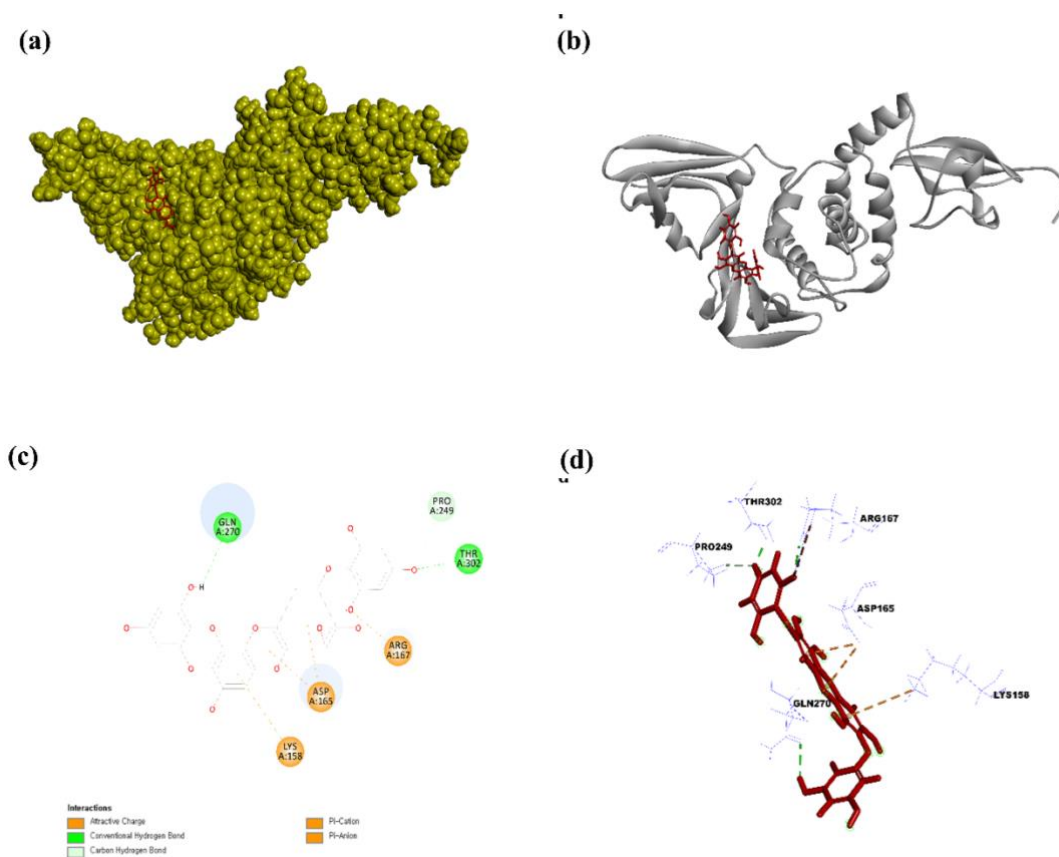 (a)
(b)
(c)
GLN
A:270
PRO
A:249
THR
A:302
ARG
A:167
ASP
A:165
LYS
A:158
O
H
Interactions
Attractive Charge
Conventional Hydrogen Bond
Carbon Hydrogen Bond
Pi-Cation
Pi-Anion
(d)
THR302
ARG167
PRO249
ASP165
GLN270
LYS158